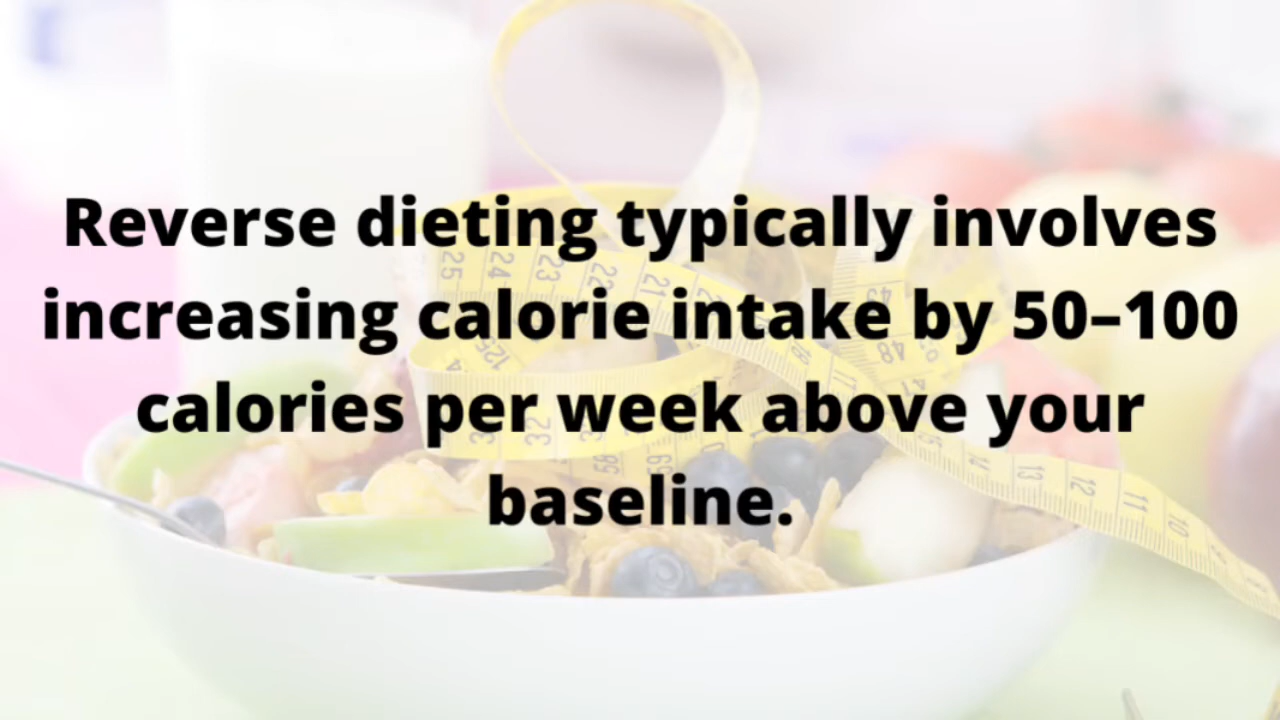 Reverse dieting typically involves
increasing calorie intake by 50–100
calories per week above your
baseline.